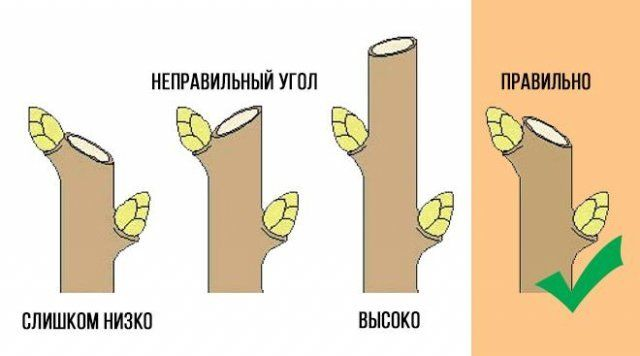 НЕПРАВИЛЬНЫЙ УГОЛ
ПРАВИЛЬНО
СЛИШКОМ НИЗКО
ВЫСОКО